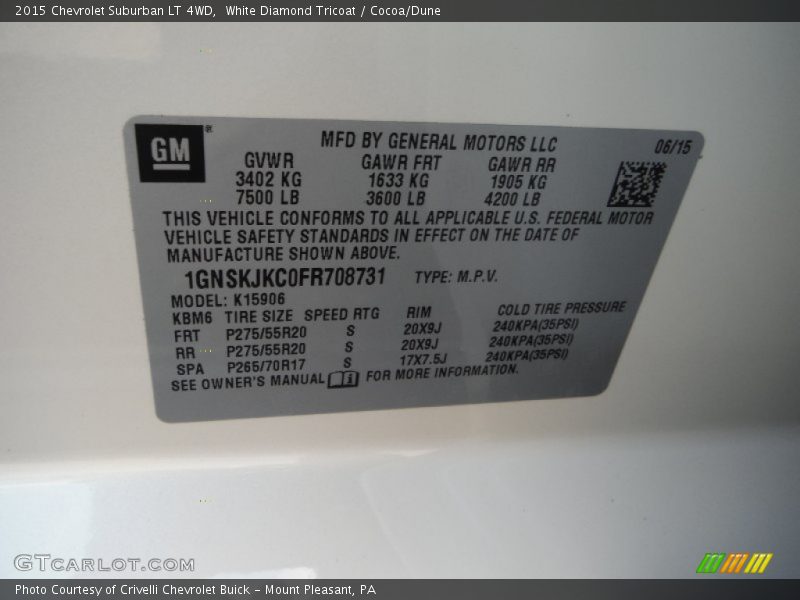 2015 Chevrolet Suburban LT 4WD, White Diamond Tricoat / Cocoa/Dune
GM®
MFD BY GENERAL MOTORS LLC 06/15
GVWR GAWR FRT GAWR RR
3402 KG 1633 KG 1905 KG
7500 LB 3600 LB 4200 LB
THIS VEHICLE CONFORMS TO ALL APPLICABLE U.S. FEDERAL MOTOR
VEHICLE SAFETY STANDARDS IN EFFECT ON THE DATE OF
MANUFACTURE SHOWN ABOVE.
1GNSKJKC0FR708731 TYPE: M.P.V.
MODEL: K15906
KBM6 TIRE SIZE SPEED RTG RIM COLD TIRE PRESSURE
FRT P275/55R20 S 20X9J 240KPA(35PSI)
RR P275/55R20 S 20X9J 240KPA(35PSI)
SPA P265/70R17 S 17X7.5J 240KPA(35PSI)
SEE OWNER'S MANUAL i FOR MORE INFORMATION.
GTCARLOT.COM
Photo Courtesy of Crivelli Chevrolet Buick - Mount Pleasant, PA